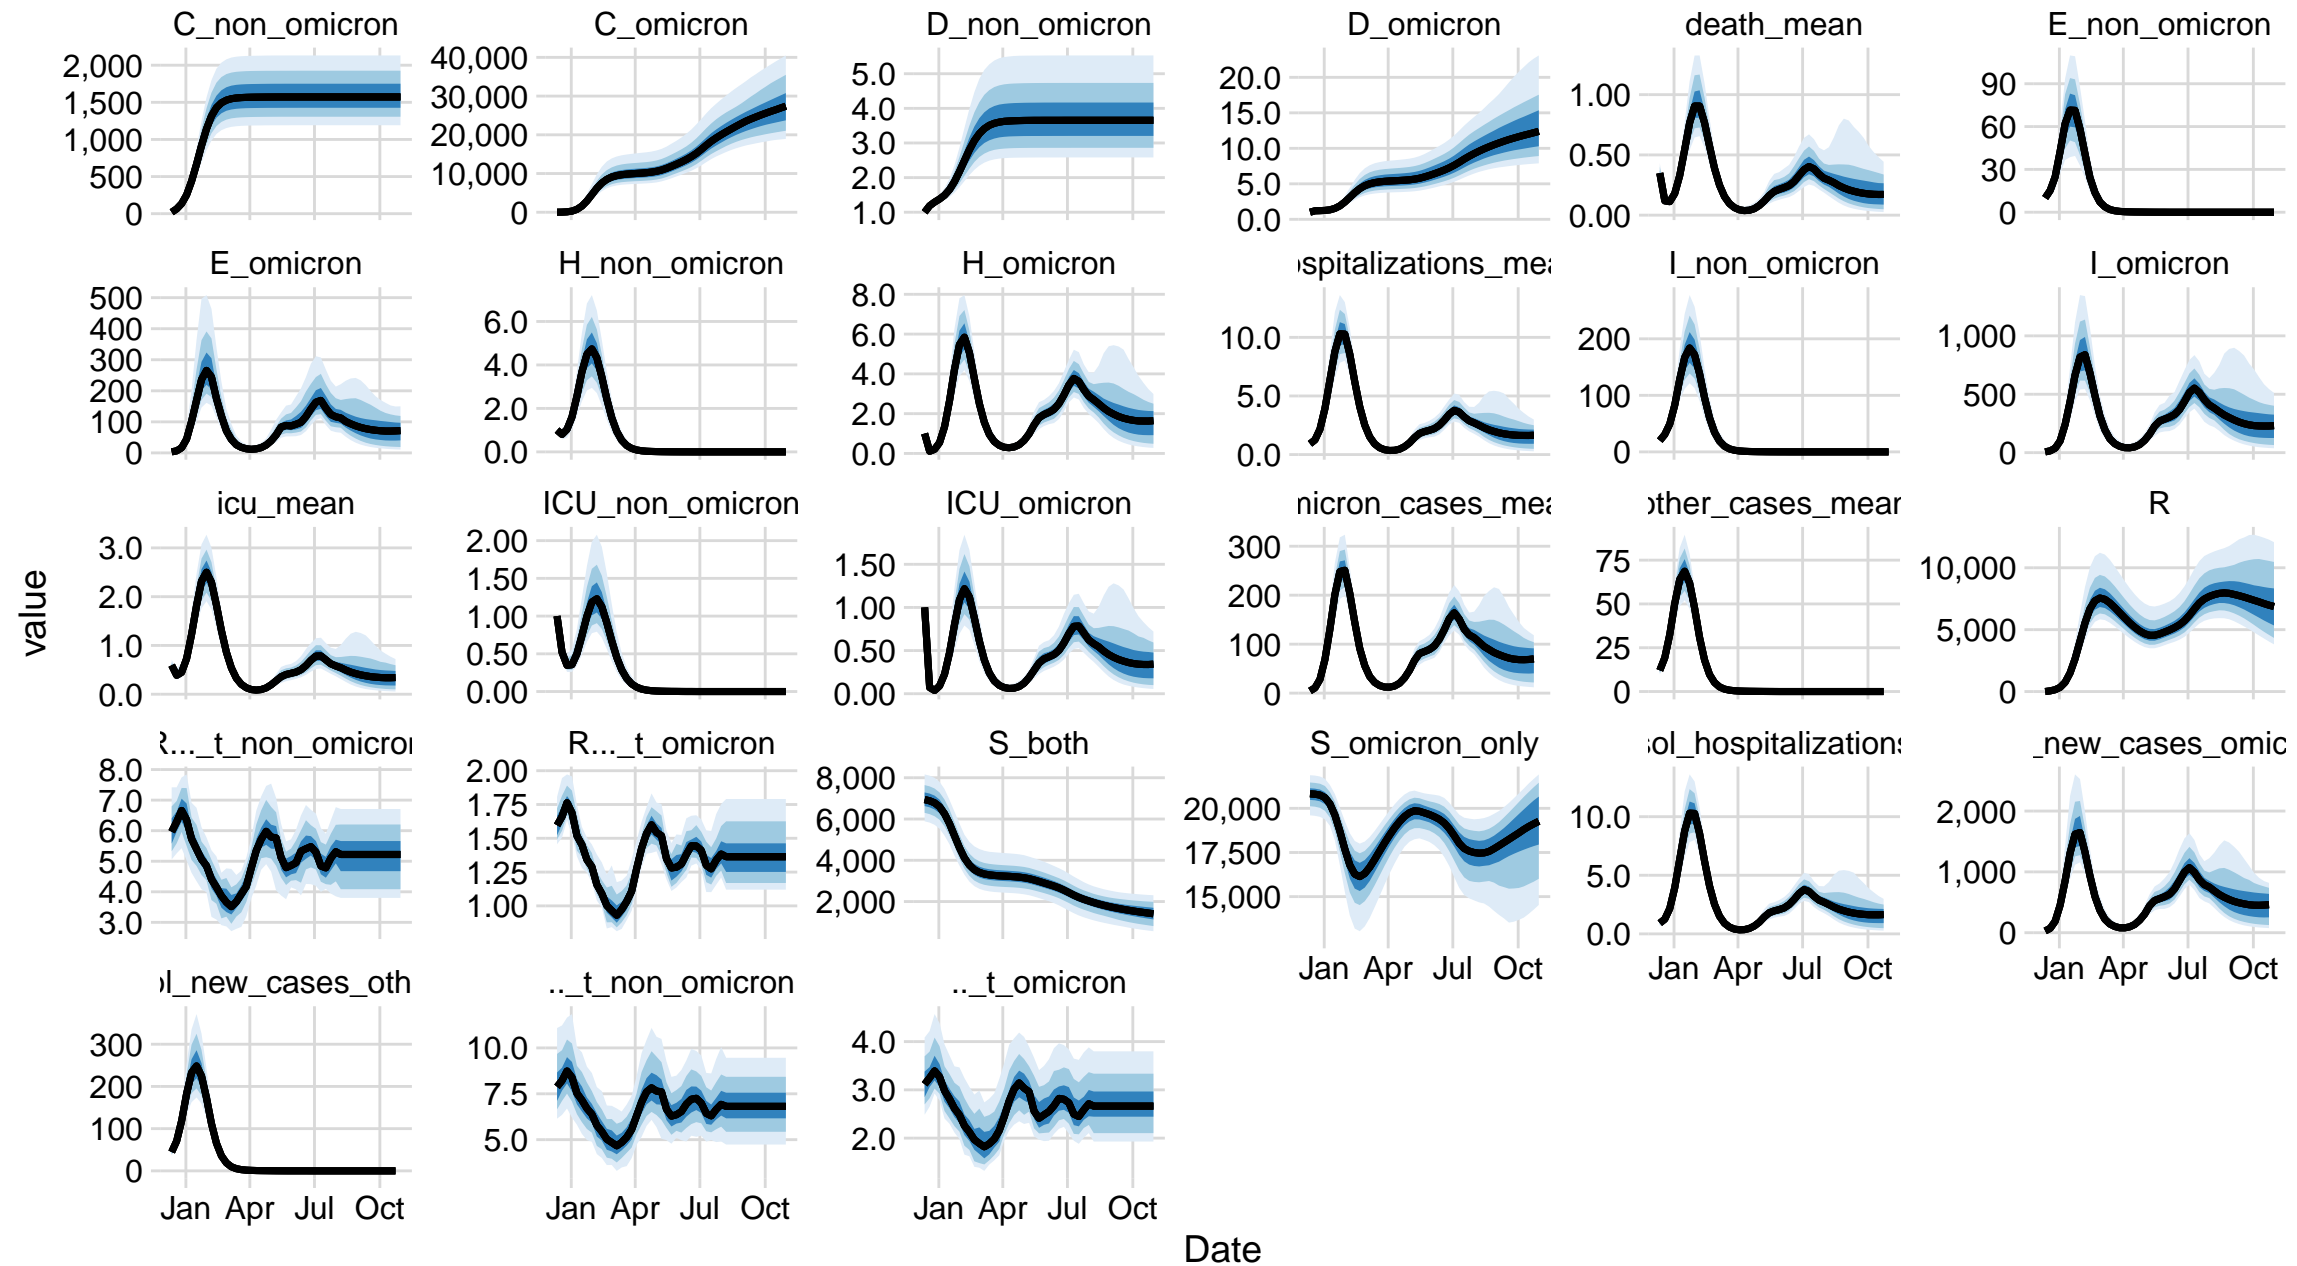 C_non_omicron C_omicron D_non_omicron D_omicron death_mean E_non_omicron
2,000 1,500 1,000 500 0
40,000 30,000 20,000 10,000 0
5.0 4.0 3.0 2.0 1.0
20.0 15.0 10.0 5.0 0.0
1.00 0.50 0.00
90 60 30 0
E_omicron H_non_omicron H_omicron ospitalizations_mea I_non_omicron I_omicron
500 400 300 200 100 0
6.0 4.0 2.0 0.0
8.0 6.0 4.0 2.0 0.0
10.0 5.0 0.0
200 100 0
1,000 500 0
icu_mean ICU_non_omicron ICU_omicron micron_cases_mea other_cases_mean R
3.0 2.0 1.0 0.0
2.00 1.50 1.00 0.50 0.00
1.50 1.00 0.50 0.00
300 200 100 0
75 50 25 0
10,000 5,000 0
value
R..._t_non_omicron R..._t_omicron S_both S_omicron_only sol_hospitalizations _new_cases_omic
8.0 7.0 6.0 5.0 4.0 3.0
2.00 1.75 1.50 1.25 1.00
8,000 6,000 4,000 2,000
20,000 17,500 15,000
10.0 5.0 0.0
2,000 1,000 0
Jan Apr Jul Oct
Jan Apr Jul Oct
Jan Apr Jul Oct
ol_new_cases_oth .._t_non_omicron .._t_omicron
300 200 100 0
10.0 7.5 5.0
4.0 3.0 2.0
Jan Apr Jul Oct
Jan Apr Jul Oct
Jan Apr Jul Oct
Date